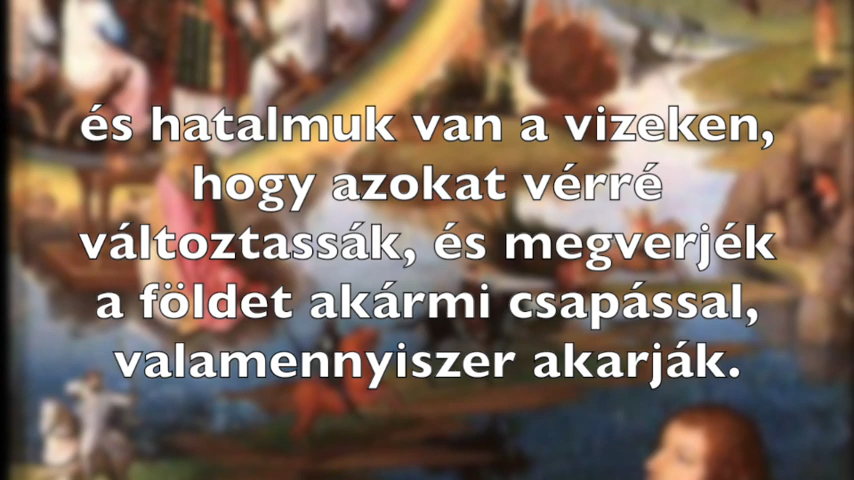 és hatalmuk van a vizeken,
hogy azokat vérré
változtassák, és megverjék
a földet akármi csapással,
valamennyiszer akarják.